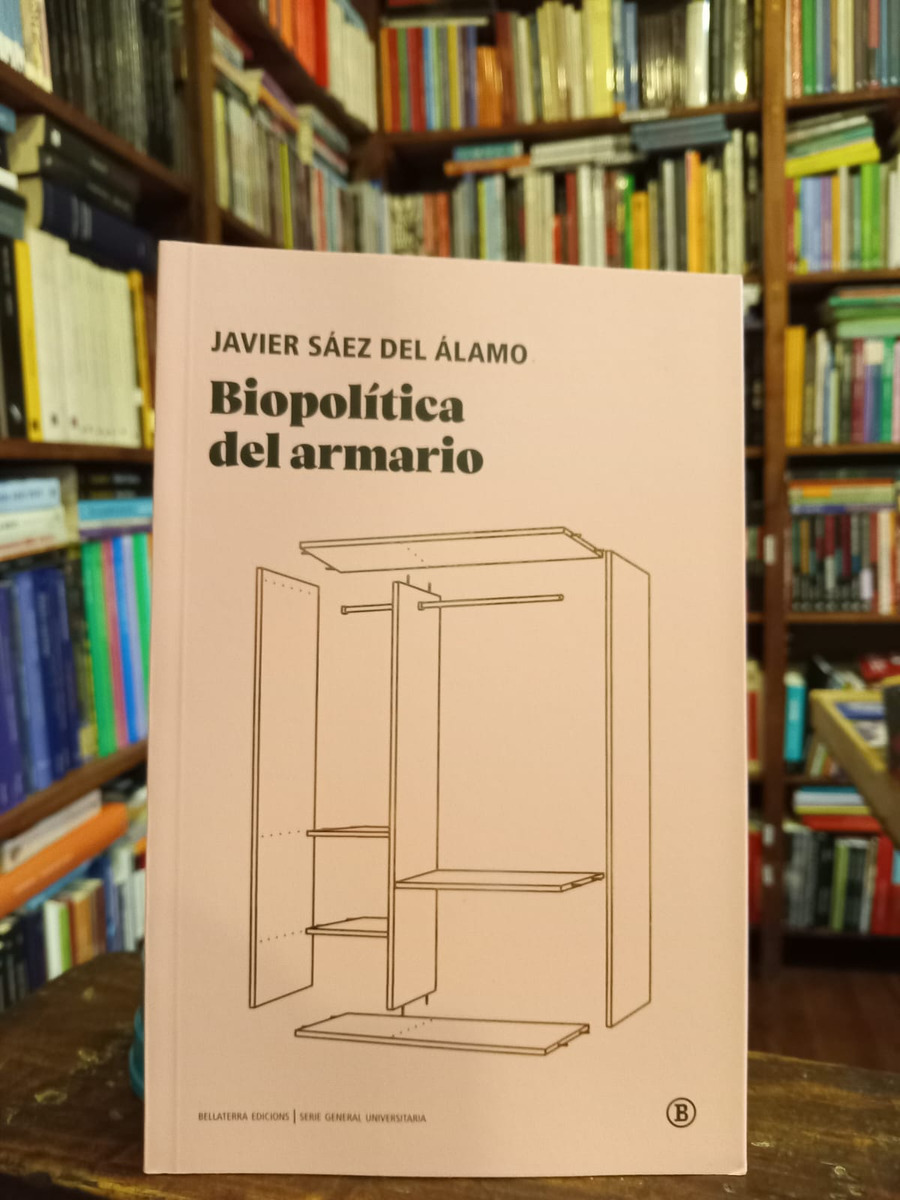 JAVIER SÁEZ DEL ÁLAMO
Biopolítica
del armario
BELLATERRA EDICIONS | SERIE GENERAL UNIVERSITARIA
B